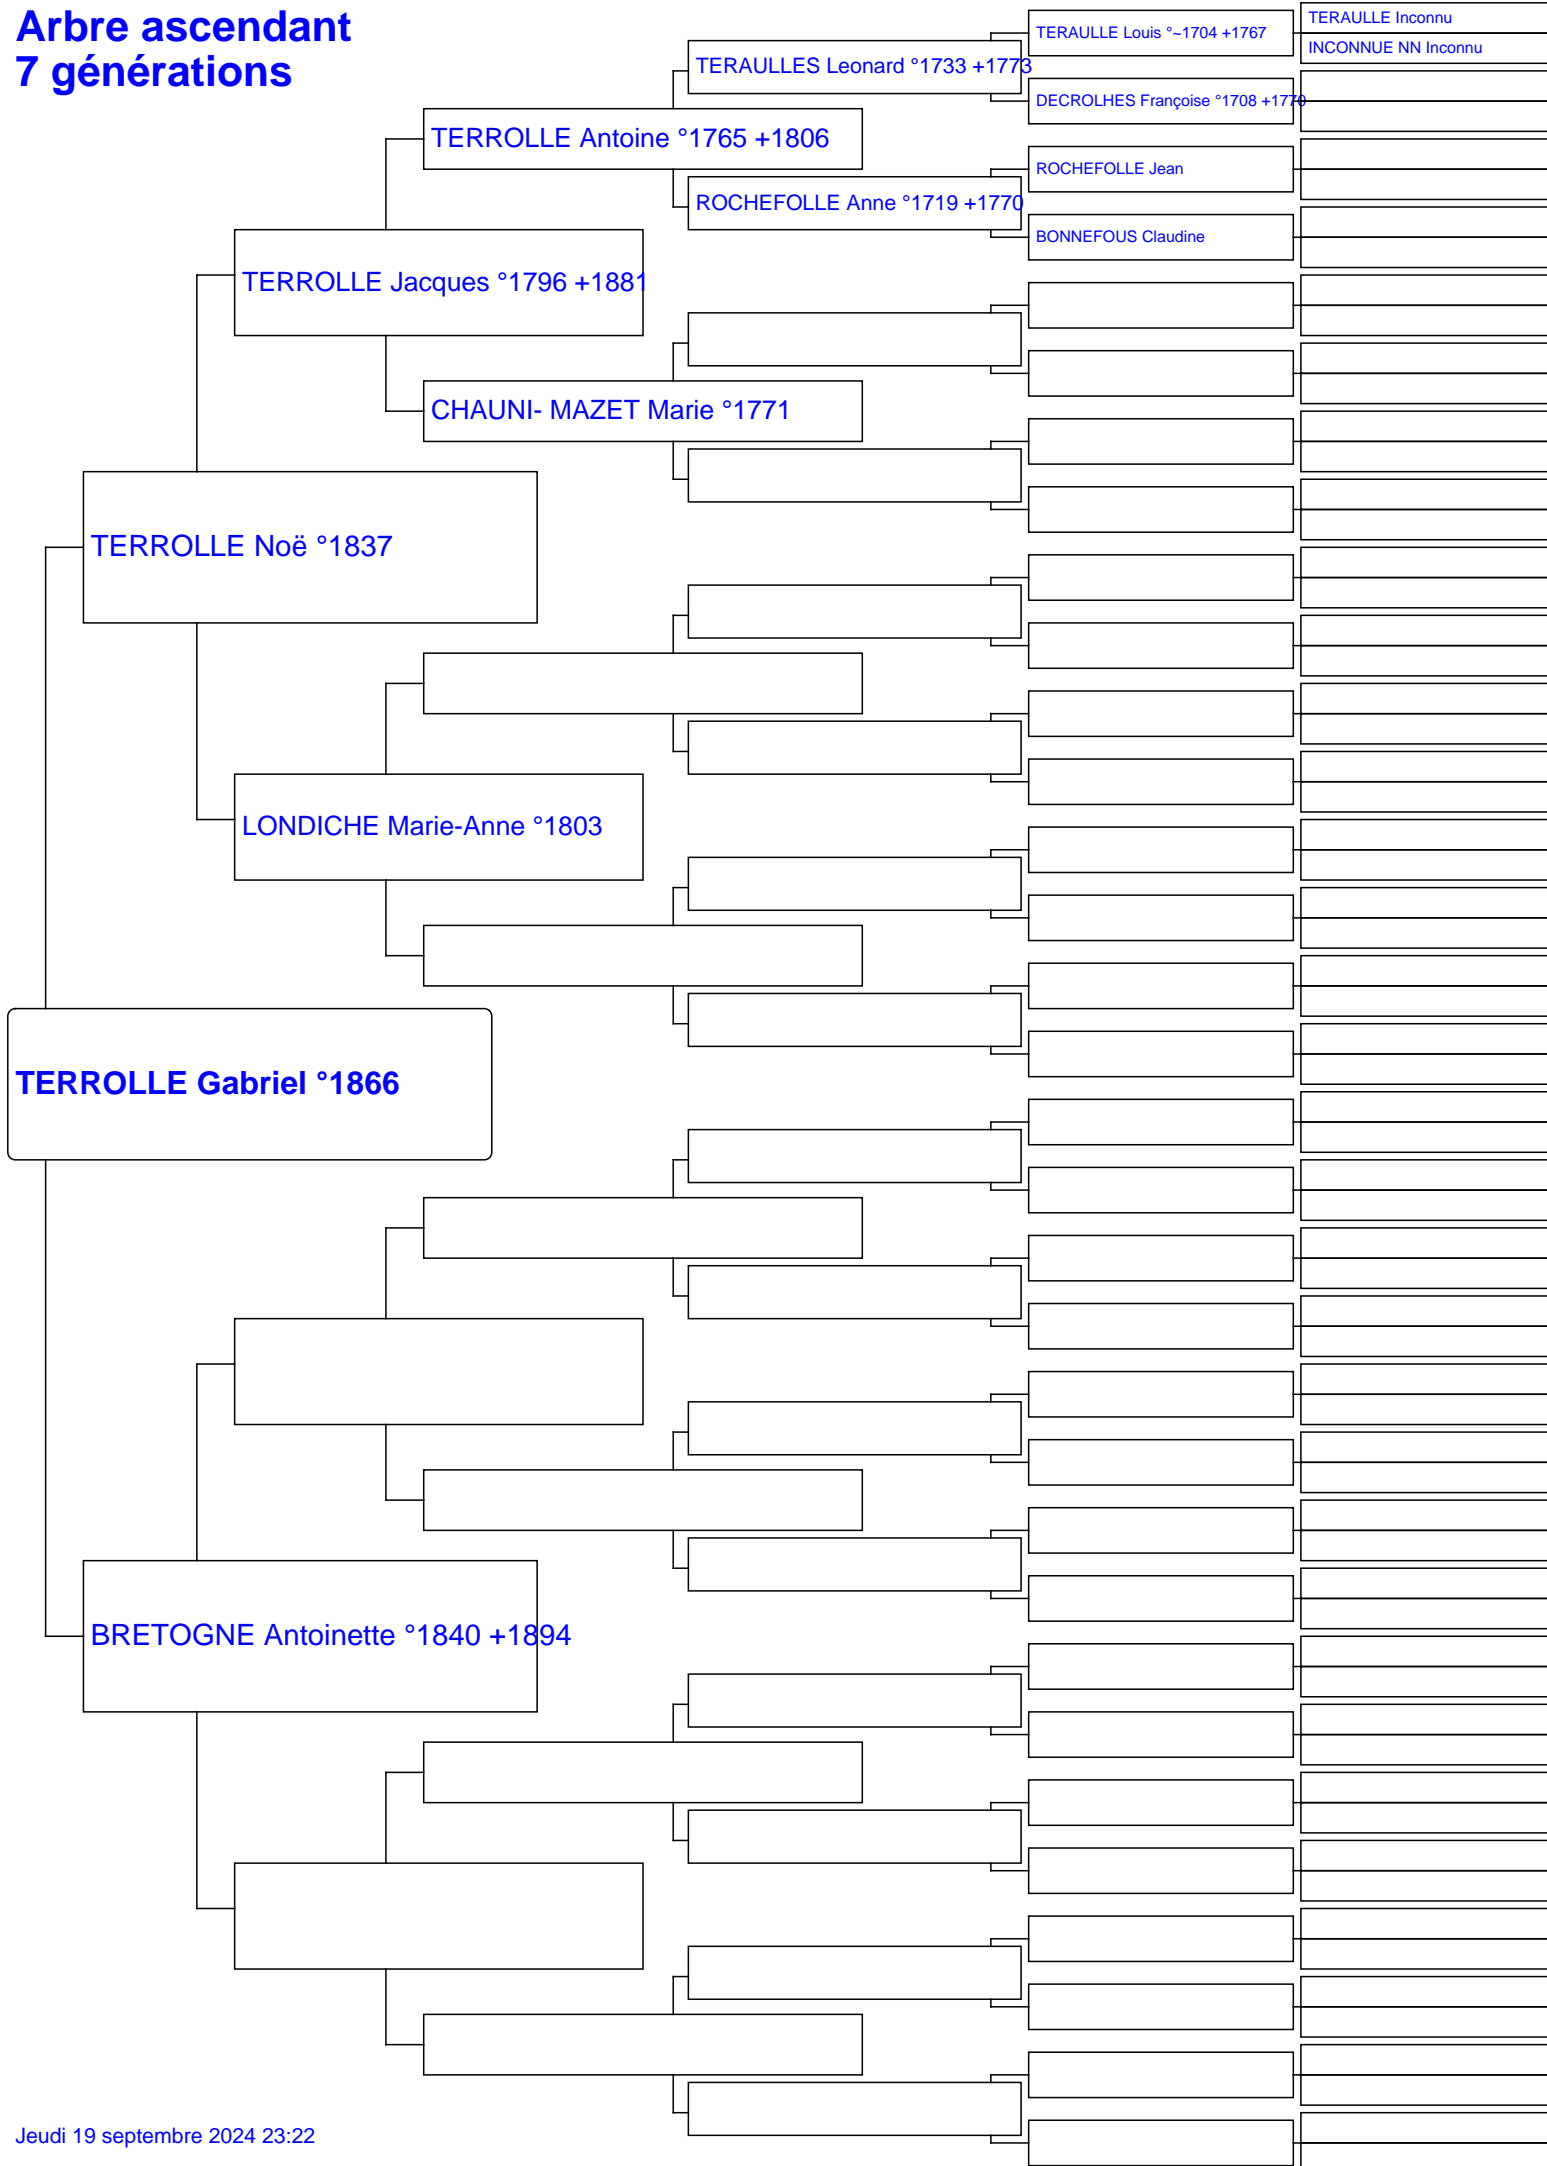 Arbre ascendant
7 générations
TERAULLE Louis °~1704 +1767
TERAULLE Inconnu
INCONNUE NN Inconnu
TERAULLES Leonard °1733 +1773
DECROLHES Françoise °1708 +1770
TERROLLE Antoine °1765 +1806
ROCHEFOLLE Jean
ROCHEFOLLE Anne °1719 +1770
BONNEFOUS Claudine
TERROLLE Jacques °1796 +1881
CHAUNI- MAZET Marie °1771
TERROLLE Noë °1837
LONDICHE Marie-Anne °1803
TERROLLE Gabriel °1866
BRETOGNE Antoinette °1840 +1894
Jeudi 19 septembre 2024 23:22